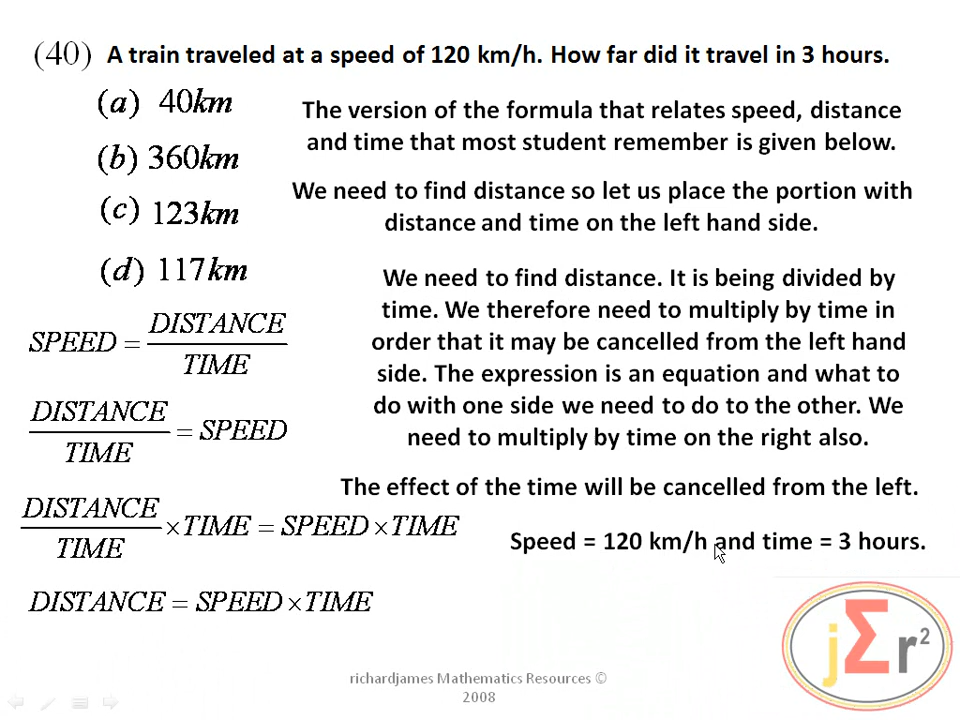 (40) A train traveled at a speed of 120 km/h. How far did it travel in 3 hours.
(a) 40km
(b) 360km
(c) 123km
(d) 117km
The version of the formula that relates speed, distance
and time that most student remember is given below.
We need to find distance so let us place the portion with
distance and time on the left hand side.
We need to find distance. It is being divided by
time. We therefore need to multiply by time in
order that it may be cancelled from the left hand
side. The expression is an equation and what to
do with one side we need to do to the other. We
need to multiply by time on the right also.
SPEED = DISTANCE / TIME
DISTANCE / TIME = SPEED
The effect of the time will be cancelled from the left.
DISTANCE / TIME × TIME = SPEED × TIME
Speed = 120 km/h and time = 3 hours.
DISTANCE = SPEED × TIME
jΣr²
richardjames Mathematics Resources ©
2008